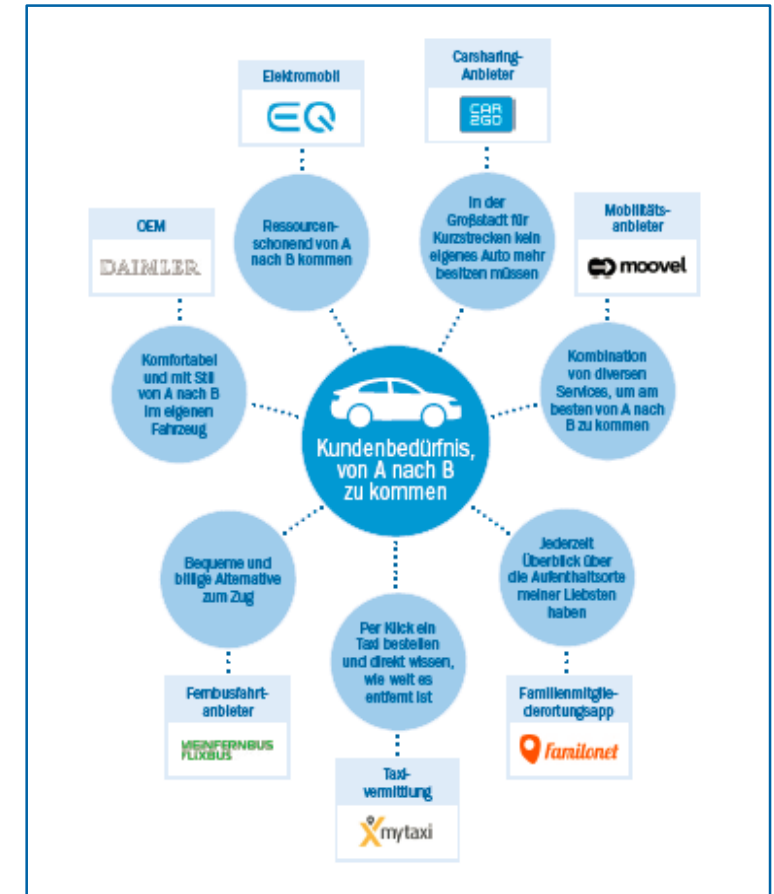 Elektromobil
EQ
Carsharing-
Anbieter
CAR
2GO
OEM
DAIMLER
Ressourcen-
schonend von A
nach B kommen
In der
Großstadt für
Kurzstrecken kein
eigenes Auto mehr
besitzen müssen
Mobilitäts-
anbieter
moovel
Komfortabel
und mit Stil
von A nach B
im eigenen
Fahrzeug
Kombination
von diversen
Services, um am
besten von A nach
B zu kommen
Kundenbedürfnis,
von A nach B
zu kommen
Bequeme und
billige Alternative
zum Zug
Jederzeit
Überblick über
die Aufenthaltsorte
meiner Liebsten
haben
Per Klick ein
Taxi bestellen
und direkt wissen,
wie weit es
entfernt ist
Fernbusfahrt-
anbieter
MEINFERNBUS
FLIXBUS
Familienmitglie-
derortungsapp
Familonet
Taxi-
vermittlung
mytaxi